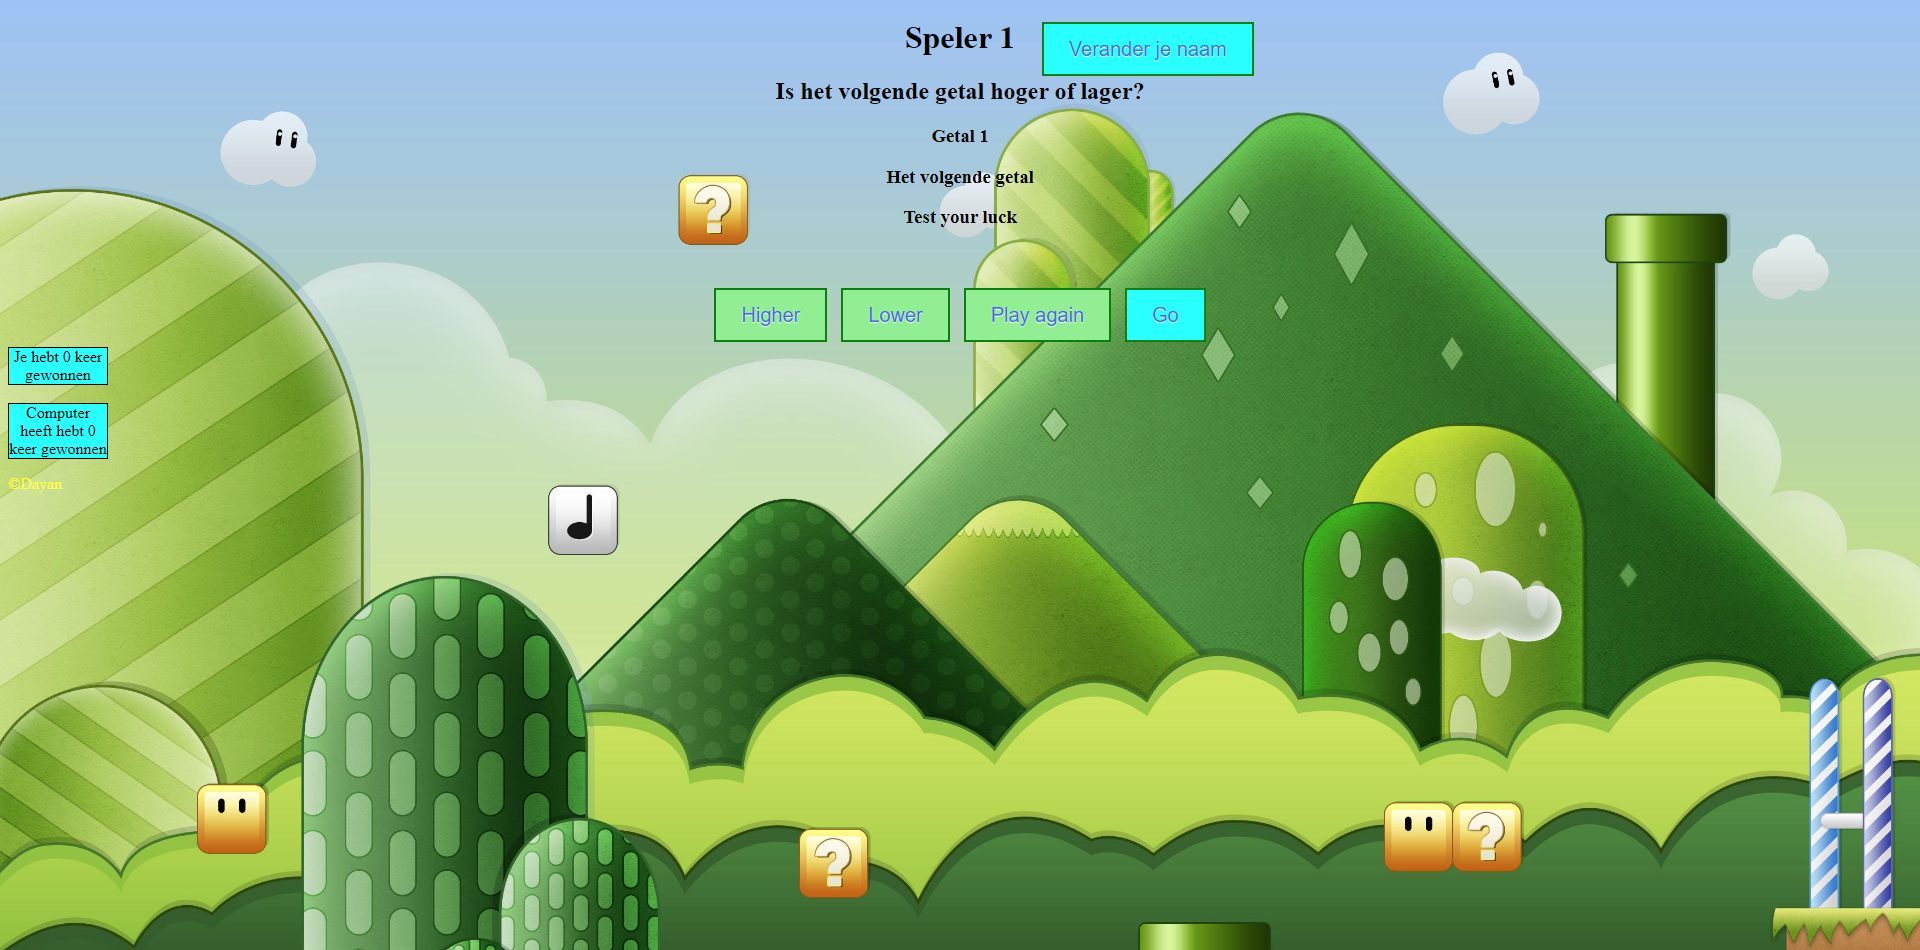 Speler 1
Verander je naam
Is het volgende getal hoger of lager?
Getal 1
Het volgende getal
Test your luck
?
Higher
Lower
Play again
Go
Je hebt 0 keer
gewonnen
Computer
heeft hebt 0
keer gewonnen
©Dayan
?
?